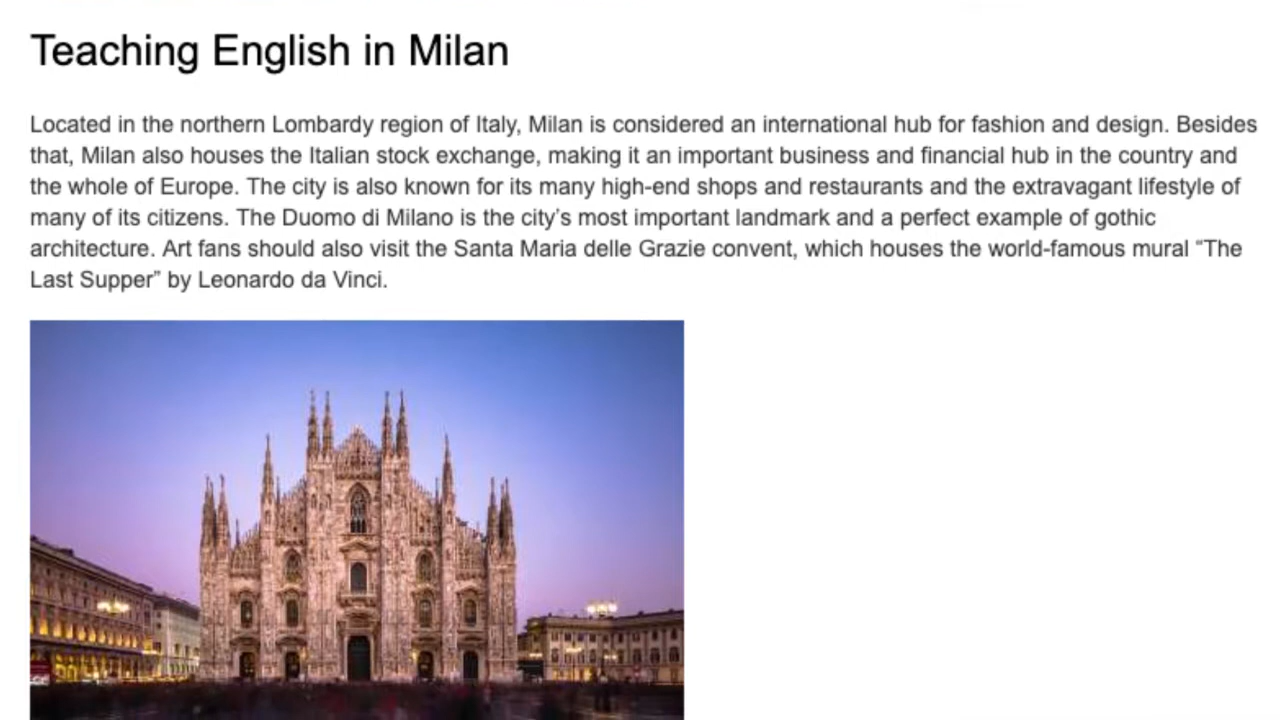 Teaching English in Milan
Located in the northern Lombardy region of Italy, Milan is considered an international hub for fashion and design. Besides
that, Milan also houses the Italian stock exchange, making it an important business and financial hub in the country and
the whole of Europe. The city is also known for its many high-end shops and restaurants and the extravagant lifestyle of
many of its citizens. The Duomo di Milano is the city’s most important landmark and a perfect example of gothic
architecture. Art fans should also visit the Santa Maria delle Grazie convent, which houses the world-famous mural “The
Last Supper” by Leonardo da Vinci.